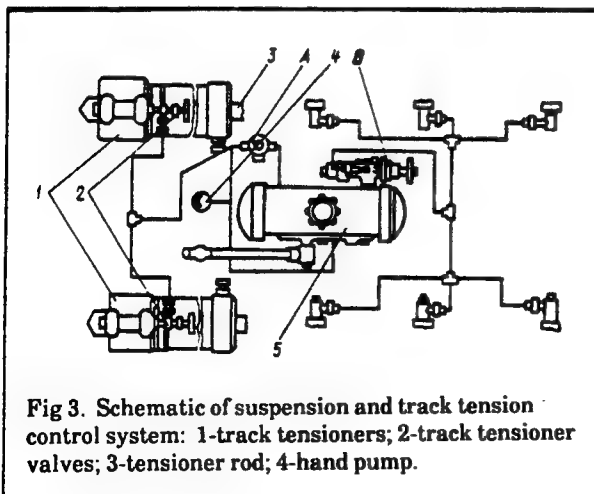 3 A 4 B
1 2
5
Fig 3. Schematic of suspension and track tension
control system: 1-track tensioners; 2-track tensioner
valves; 3-tensioner rod; 4-hand pump.